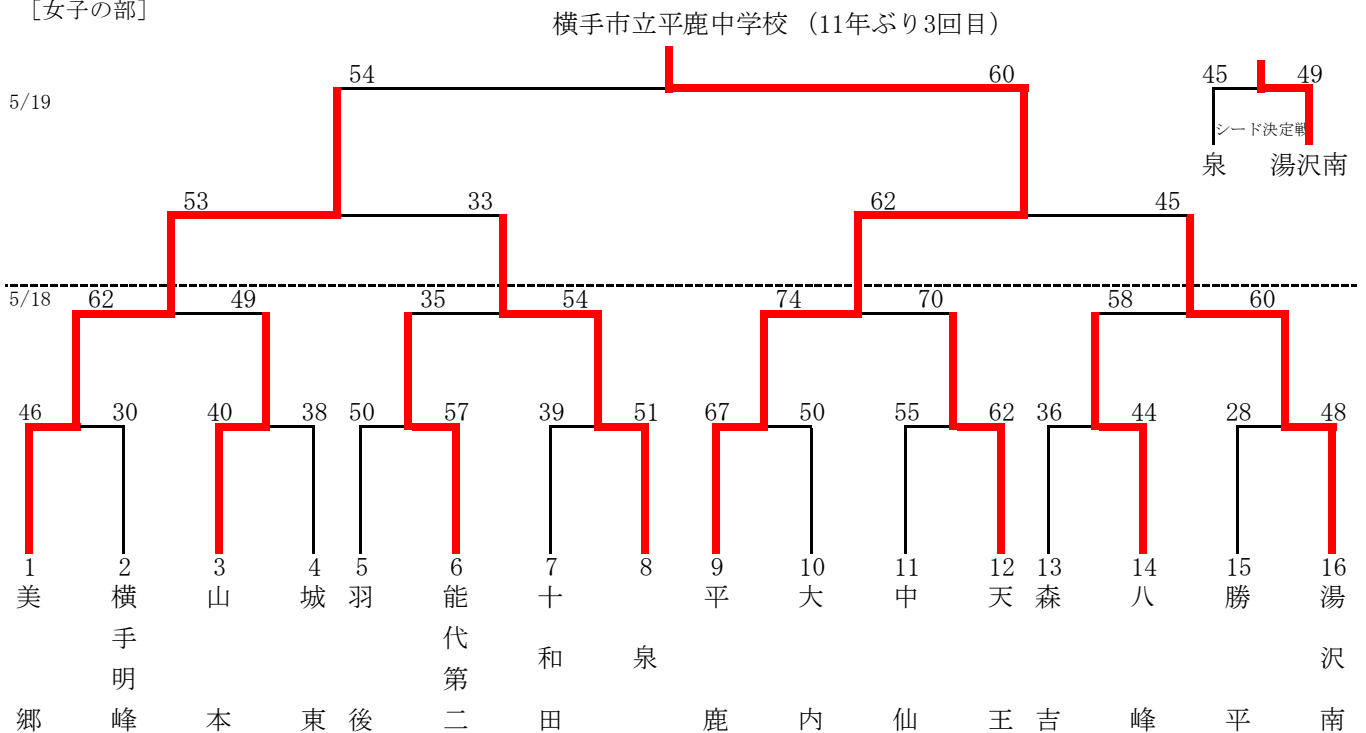 ［女子の部］
横手市立平鹿中学校 （11年ぶり3回目）
54 60 45 49
5/19
シード決定戦
泉 湯沢南
53 33 62 45
5/18 62 49 35 54 74 70 58 60
46 30 40 38 50 57 39 51 67 50 55 62 36 44 28 48
1 2 3 4 5 6 7 8 9 10 11 12 13 14 15 16
美郷
横手明峰
山本
城東
羽後
能代第二
十和田
泉
平鹿
大内
中仙
天王
森吉
八峰
勝平
湯沢南